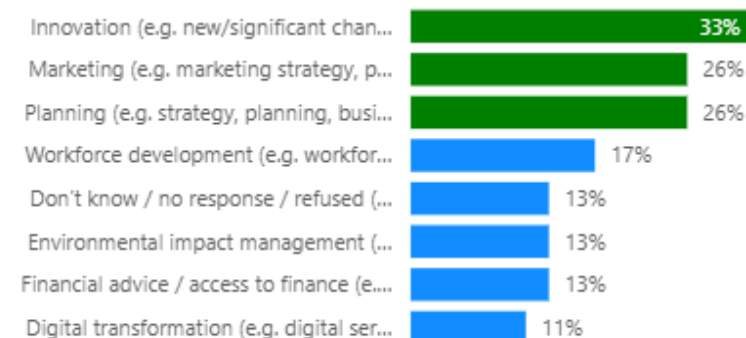 Innovation (e.g. new/significant chan... 33%
Marketing (e.g. marketing strategy, p... 26%
Planning (e.g. strategy, planning, busi... 26%
Workforce development (e.g. workfor... 17%
Don't know / no response / refused (... 13%
Environmental impact management (... 13%
Financial advice / access to finance (e.... 13%
Digital transformation (e.g. digital ser... 11%